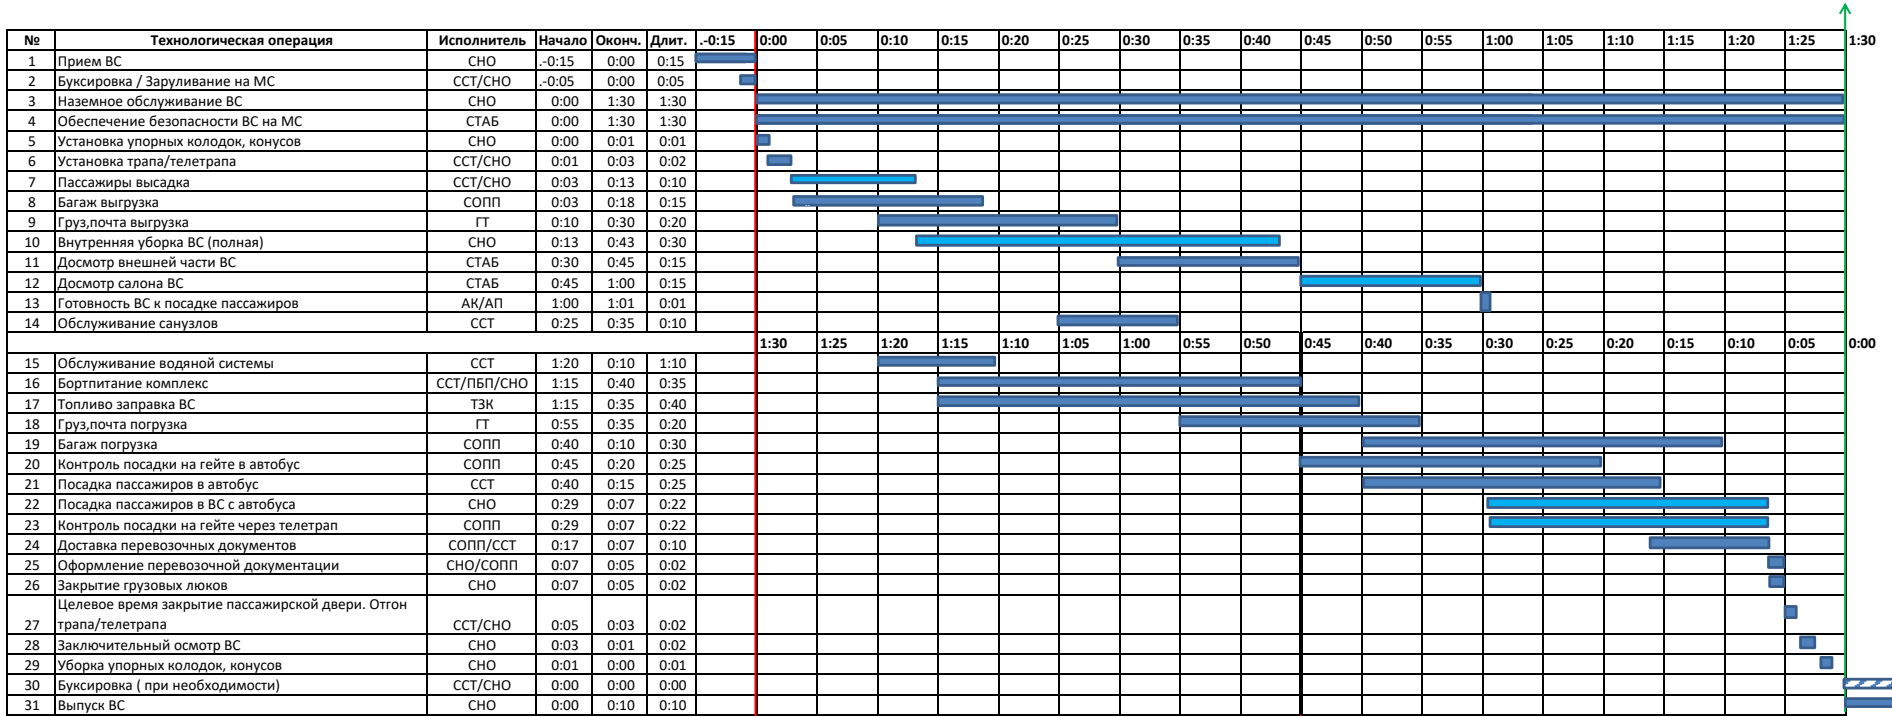 № Технологическая операция Исполнитель Начало Оконч. Длит. .-0:15 0:00 0:05 0:10 0:15 0:20 0:25 0:30 0:35 0:40 0:45 0:50 0:55 1:00 1:05 1:10 1:15 1:20 1:25 1:30
1 Прием ВС СНО .-0:15 0:00 0:15
2 Буксировка / Заруливание на МС ССТ/СНО .-0:05 0:00 0:05
3 Наземное обслуживание ВС СНО 0:00 1:30 1:30
4 Обеспечение безопасности ВС на МС СТАБ 0:00 1:30 1:30
5 Установка упорных колодок, конусов СНО 0:00 0:01 0:01
6 Установка трапа/телетрапа ССТ/СНО 0:01 0:03 0:02
7 Пассажиры высадка ССТ/СНО 0:03 0:13 0:10
8 Багаж выгрузка СОПП 0:03 0:18 0:15
9 Груз,почта выгрузка ГТ 0:10 0:30 0:20
10 Внутренняя уборка ВС (полная) СНО 0:13 0:43 0:30
11 Досмотр внешней части ВС СТАБ 0:30 0:45 0:15
12 Досмотр салона ВС СТАБ 0:45 1:00 0:15
13 Готовность ВС к посадке пассажиров АК/АП 1:00 1:01 0:01
14 Обслуживание санузлов ССТ 0:25 0:35 0:10
1:30 1:25 1:20 1:15 1:10 1:05 1:00 0:55 0:50 0:45 0:40 0:35 0:30 0:25 0:20 0:15 0:10 0:05 0:00
15 Обслуживание водяной системы ССТ 1:20 0:10 1:10
16 Бортпитание комплекс ССТ/ПБП/СНО 1:15 0:40 0:35
17 Топливо заправка ВС ТЗК 1:15 0:35 0:40
18 Груз,почта погрузка ГТ 0:55 0:35 0:20
19 Багаж погрузка СОПП 0:40 0:10 0:30
20 Контроль посадки на гейте в автобус СОПП 0:45 0:20 0:25
21 Посадка пассажиров в автобус ССТ 0:40 0:15 0:25
22 Посадка пассажиров в ВС с автобуса СНО 0:29 0:07 0:22
23 Контроль посадки на гейте через телетрап СОПП 0:29 0:07 0:22
24 Доставка перевозочных документов СОПП/ССТ 0:17 0:07 0:10
25 Оформление перевозочной документации СНО/СОПП 0:07 0:05 0:02
26 Закрытие грузовых люков СНО 0:07 0:05 0:02
Целевое время закрытие пассажирской двери. Отгон
27 трапа/телетрапа ССТ/СНО 0:05 0:03 0:02
28 Заключительный осмотр ВС СНО 0:03 0:01 0:02
29 Уборка упорных колодок, конусов СНО 0:01 0:00 0:01
30 Буксировка ( при необходимости) ССТ/СНО 0:00 0:00 0:00
31 Выпуск ВС СНО 0:00 0:10 0:10